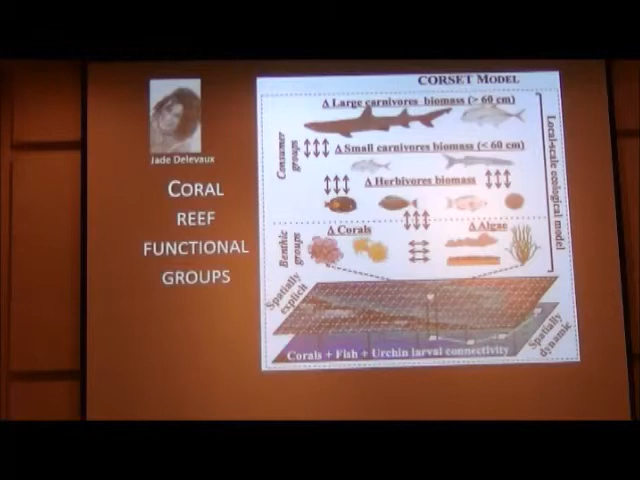 Jade Delevaux
CORAL
REEF
FUNCTIONAL
GROUPS
CORSET MODEL
Δ Large carnivores biomass (> 60 cm)
Consumer
groups
Δ Small carnivores biomass (< 60 cm)
Δ Herbivores biomass
Local-scale ecological model
Benthic
groups
Δ Corals
Δ Algae
Spatially
explicit
Spatially
dynamic
Corals + Fish + Urchin larval connectivity